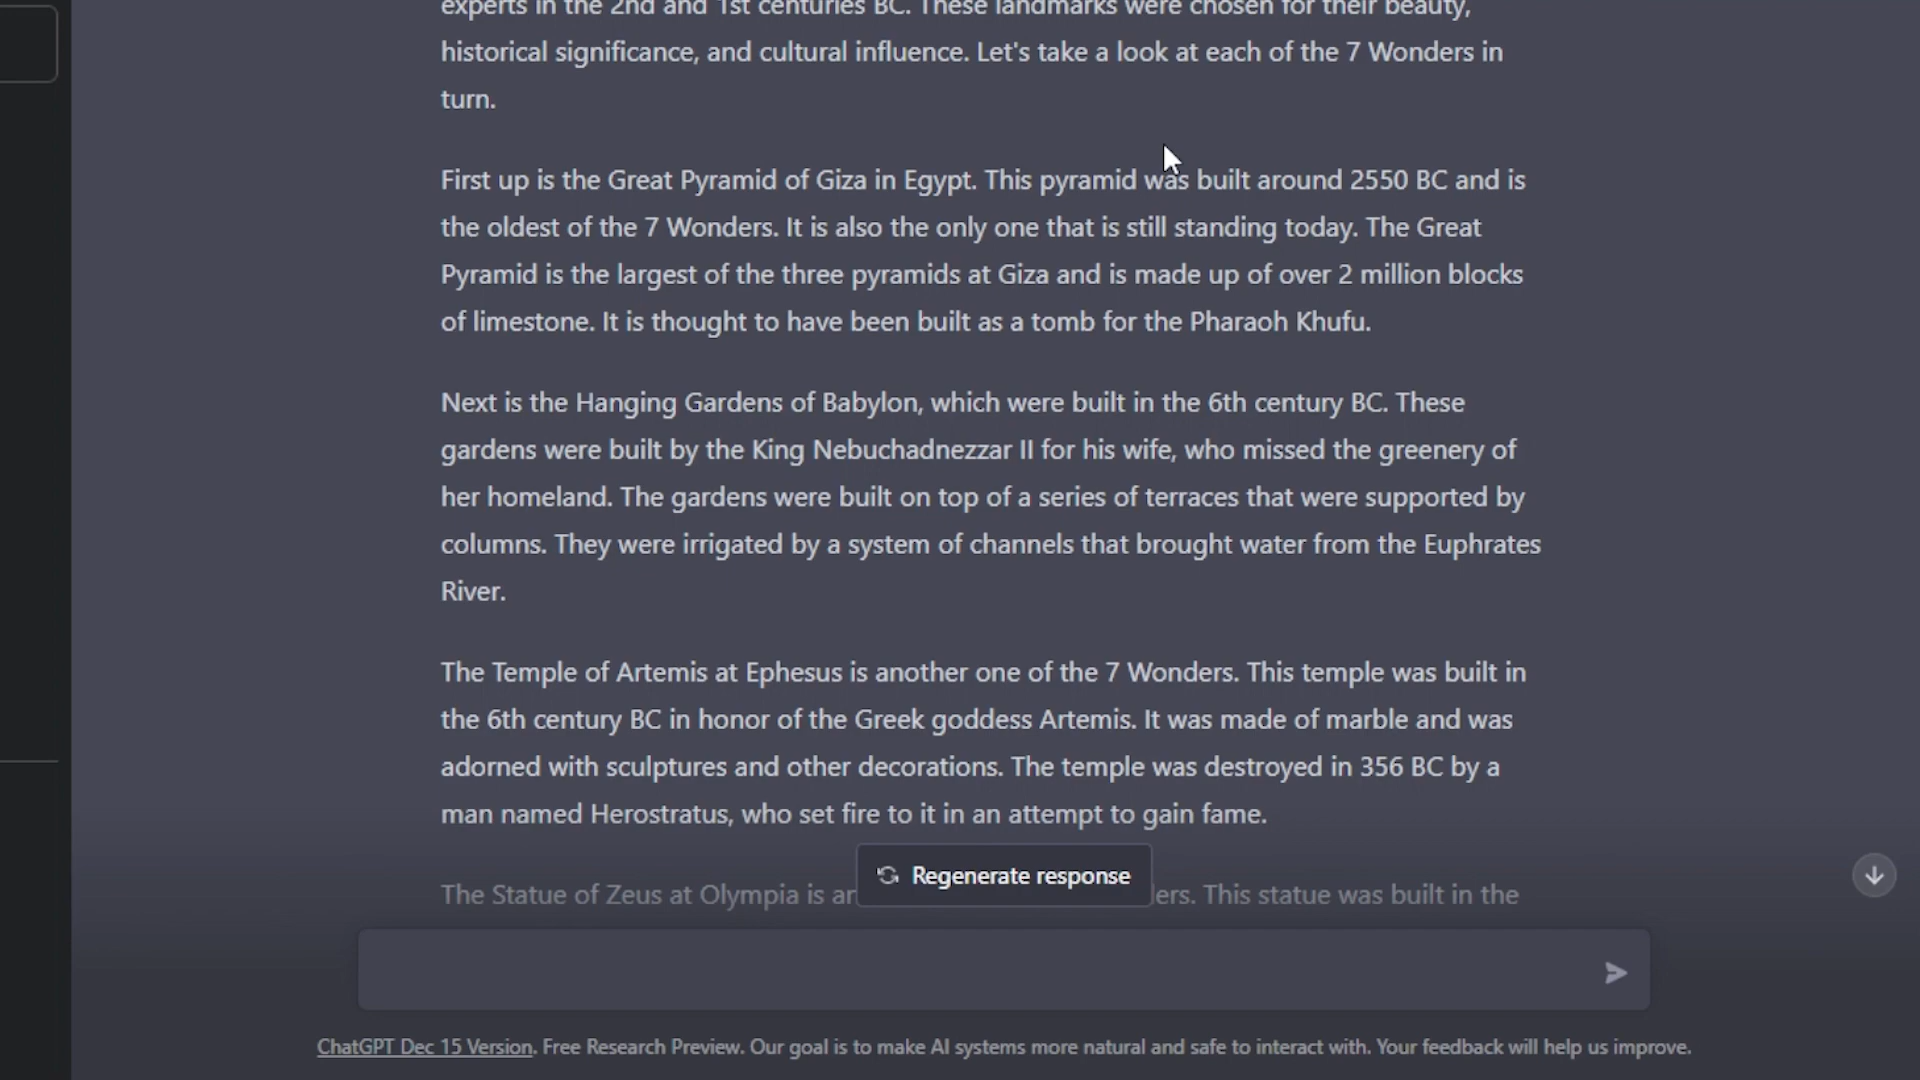 experts in the 2nd and 1st centuries BC. These landmarks were chosen for their beauty,
historical significance, and cultural influence. Let's take a look at each of the 7 Wonders in
turn.
First up is the Great Pyramid of Giza in Egypt. This pyramid was built around 2550 BC and is
the oldest of the 7 Wonders. It is also the only one that is still standing today. The Great
Pyramid is the largest of the three pyramids at Giza and is made up of over 2 million blocks
of limestone. It is thought to have been built as a tomb for the Pharaoh Khufu.
Next is the Hanging Gardens of Babylon, which were built in the 6th century BC. These
gardens were built by the King Nebuchadnezzar II for his wife, who missed the greenery of
her homeland. The gardens were built on top of a series of terraces that were supported by
columns. They were irrigated by a system of channels that brought water from the Euphrates
River.
The Temple of Artemis at Ephesus is another one of the 7 Wonders. This temple was built in
the 6th century BC in honor of the Greek goddess Artemis. It was made of marble and was
adorned with sculptures and other decorations. The temple was destroyed in 356 BC by a
man named Herostratus, who set fire to it in an attempt to gain fame.
Regenerate response
The Statue of Zeus at Olympia is ers. This statue was built in the
ChatGPT Dec 15 Version. Free Research Preview. Our goal is to make AI systems more natural and safe to interact with. Your feedback will help us improve.